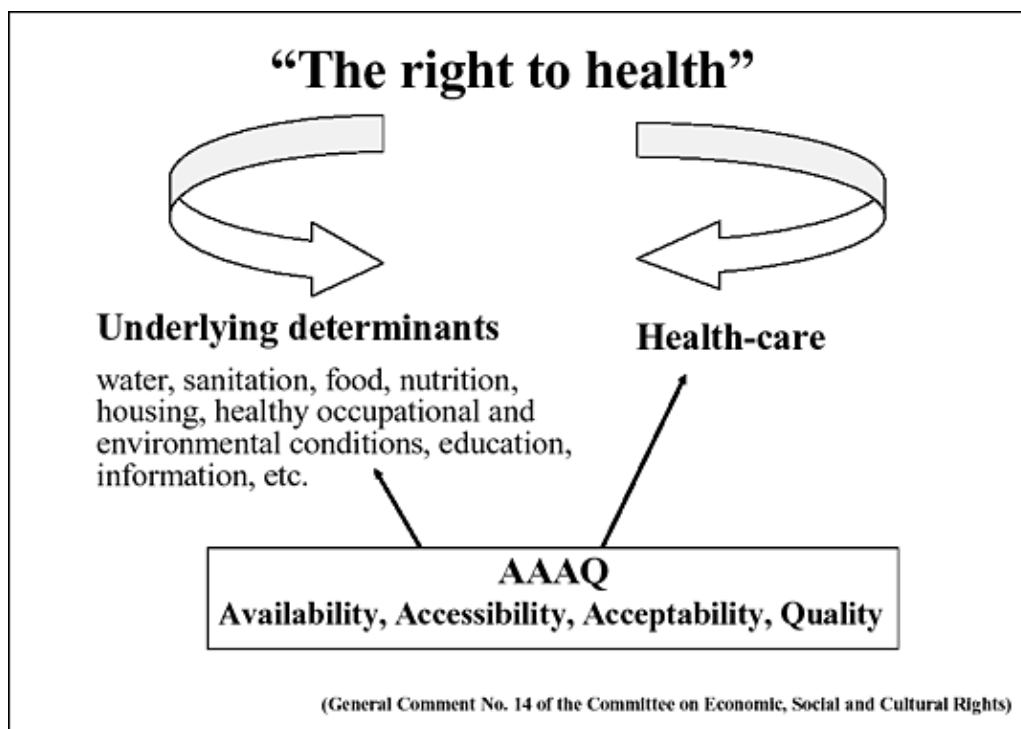 “The right to health”
Underlying determinants
water, sanitation, food, nutrition,
housing, healthy occupational and
environmental conditions, education,
information, etc.
Health-care
AAAQ
Availability, Accessibility, Acceptability, Quality
(General Comment No. 14 of the Committee on Economic, Social and Cultural Rights)